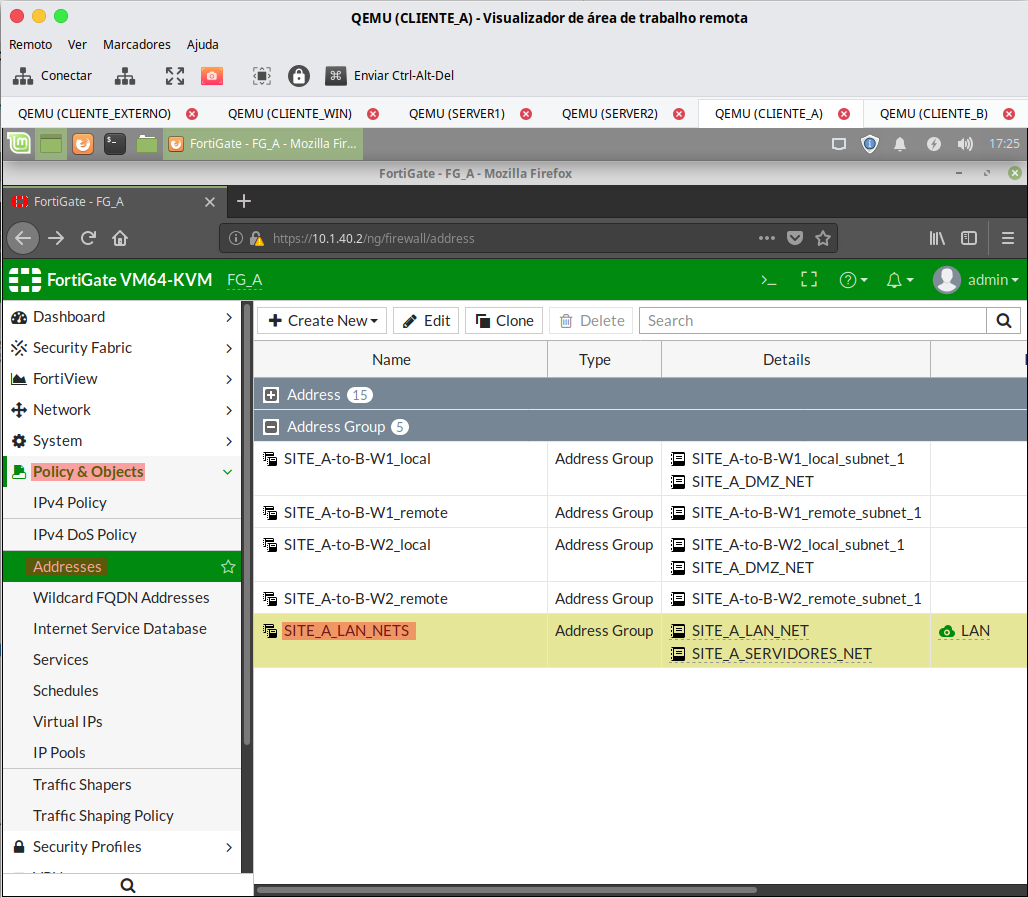 QEMU (CLIENTE_A) - Visualizador de área de trabalho remota
Remoto Ver Marcadores Ajuda
Conectar Enviar Ctrl-Alt-Del
QEMU (CLIENTE_EXTERNO) QEMU (CLIENTE_WIN) QEMU (SERVER1) QEMU (SERVER2) QEMU (CLIENTE_A) QEMU (CLIENTE_B)
FortiGate - FG_A - Mozilla Fir... 17:25
FortiGate - FG_A - Mozilla Firefox
FortiGate - FG_A
https://10.1.40.2/ng/firewall/address
FortiGate VM64-KVM FG_A admin
Dashboard
Security Fabric
FortiView
Network
System
Policy & Objects
IPv4 Policy
IPv4 DoS Policy
Addresses
Wildcard FQDN Addresses
Internet Service Database
Services
Schedules
Virtual IPs
IP Pools
Traffic Shapers
Traffic Shaping Policy
Security Profiles
Create New Edit Clone Delete Search
Name Type Details
Address 15
Address Group 5
SITE_A-to-B-W1_local Address Group SITE_A-to-B-W1_local_subnet_1
SITE_A_DMZ_NET
SITE_A-to-B-W1_remote Address Group SITE_A-to-B-W1_remote_subnet_1
SITE_A-to-B-W2_local Address Group SITE_A-to-B-W2_local_subnet_1
SITE_A_DMZ_NET
SITE_A-to-B-W2_remote Address Group SITE_A-to-B-W2_remote_subnet_1
SITE_A_LAN_NETS Address Group SITE_A_LAN_NET LAN
SITE_A_SERVIDORES_NET